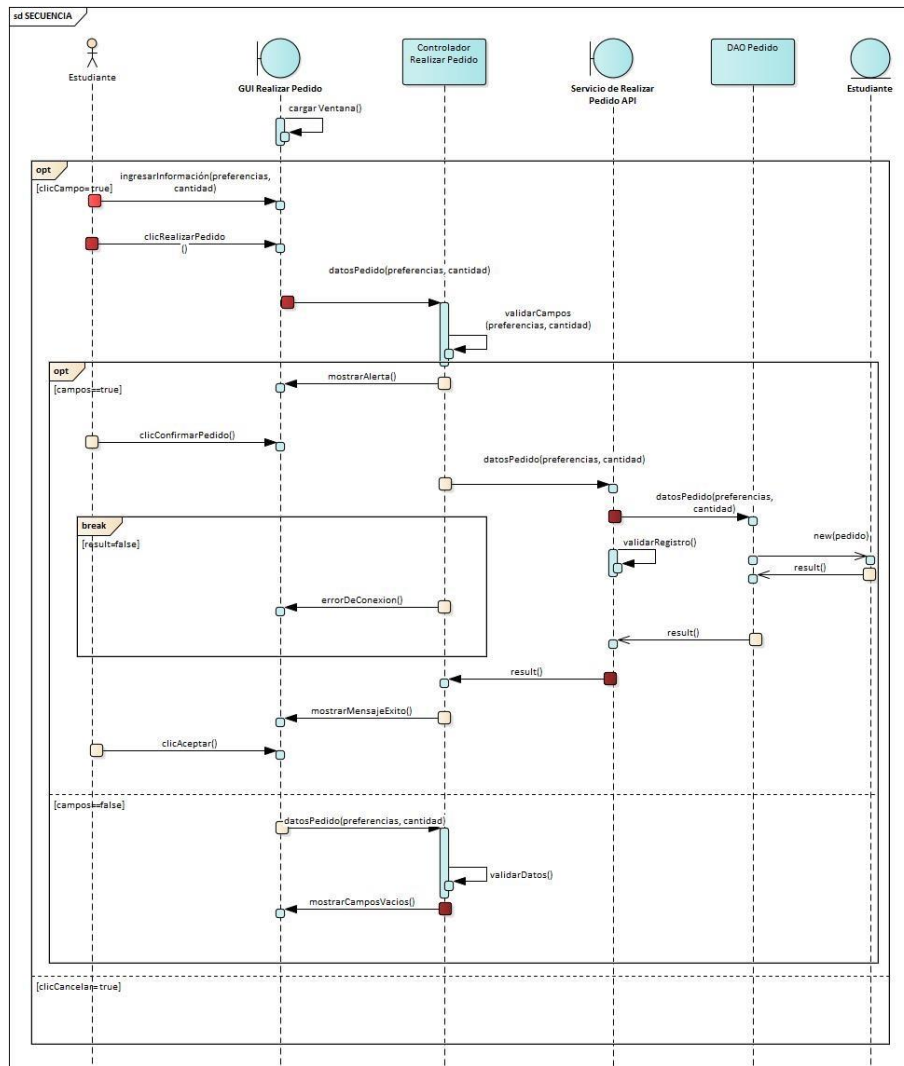 sd SECUENCIA
Estudiante
GUI Realizar Pedido
Controlador
Realizar Pedido
Servicio de Realizar
Pedido API
DAO Pedido
Estudiante
cargar Ventana()
opt
[clicCampo=true]
ingresarInformación(preferencias,
cantidad)
clicRealizarPedido
()
datosPedido(preferencias, cantidad)
validarCampos
(preferencias, cantidad)
opt
[campos==true]
mostrarAlerta()
clicConfirmarPedido()
datosPedido(preferencias, cantidad)
datosPedido(preferencias,
cantidad)
break
[result=false]
validarRegistro()
new(pedido)
result()
errorDeConexion()
result()
result()
mostrarMensajeExito()
clicAceptar()
[campos==false]
datosPedido(preferencias, cantidad)
validarDatos()
mostrarCamposVacios()
[clicCancelar=true]